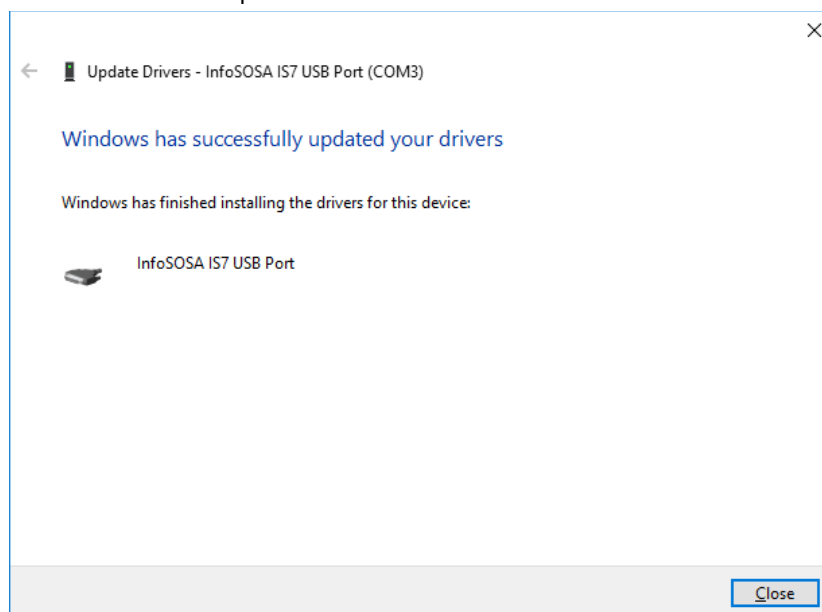 Update Drivers - InfoSOSA IS7 USB Port (COM3)
Windows has successfully updated your drivers
Windows has finished installing the drivers for this device:
InfoSOSA IS7 USB Port
Close